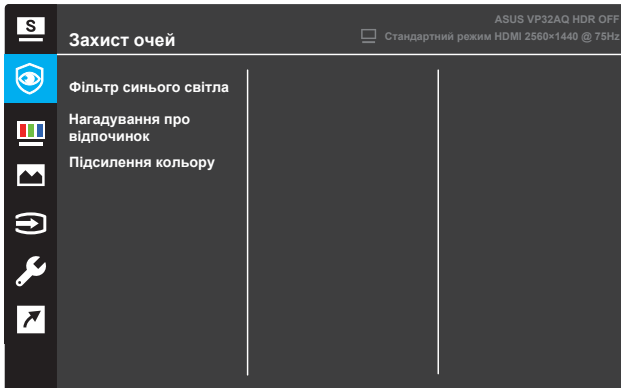 S
ASUS VP32AQ HDR OFF
Захист очей
Стандартний режим HDMI 2560×1440 @ 75Hz
Фільтр синього світла
Нагадування про
відпочинок
Підсилення кольору